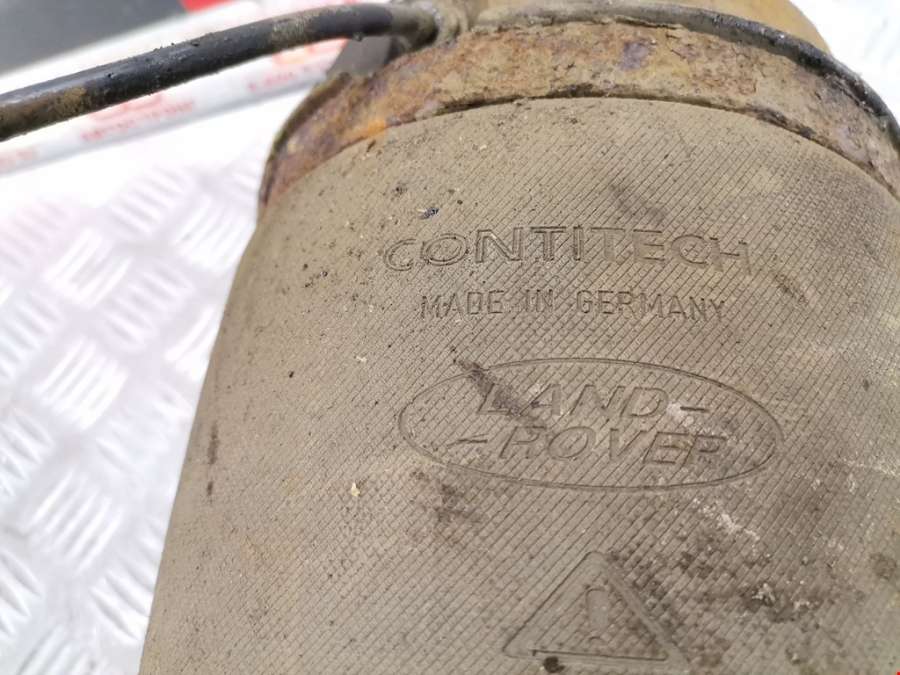 CONTITECH
MADE IN GERMANY
LAND-
-ROVER
!